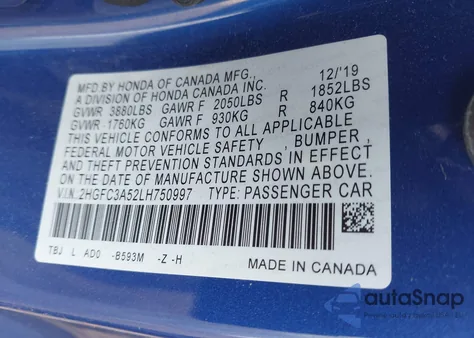 MFD BY HONDA OF CANADA MFG., 12/'19
A DIVISION OF HONDA CANADA INC.
GVWR 3880LBS GAWR F 2050LBS R 1852LBS
GVWR 1760KG GAWR F 930KG R 840KG
THIS VEHICLE CONFORMS TO ALL APPLICABLE
FEDERAL MOTOR VEHICLE SAFETY, BUMPER,
AND THEFT PREVENTION STANDARDS IN EFFECT
ON THE DATE OF MANUFACTURE SHOWN ABOVE.
V.I.N.:2HGFC3A52LH750997 TYPE: PASSENGER CAR
TBJ L AD0 -B593M -Z -H
MADE IN CANADA
autoSnap